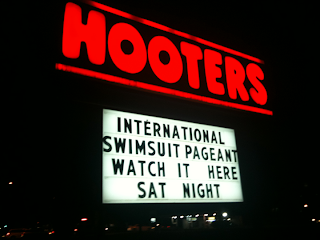 HOOTERS
INTERNATIONAL
SWIMSUIT PAGEANT
WATCH IT HERE
SAT NIGHT